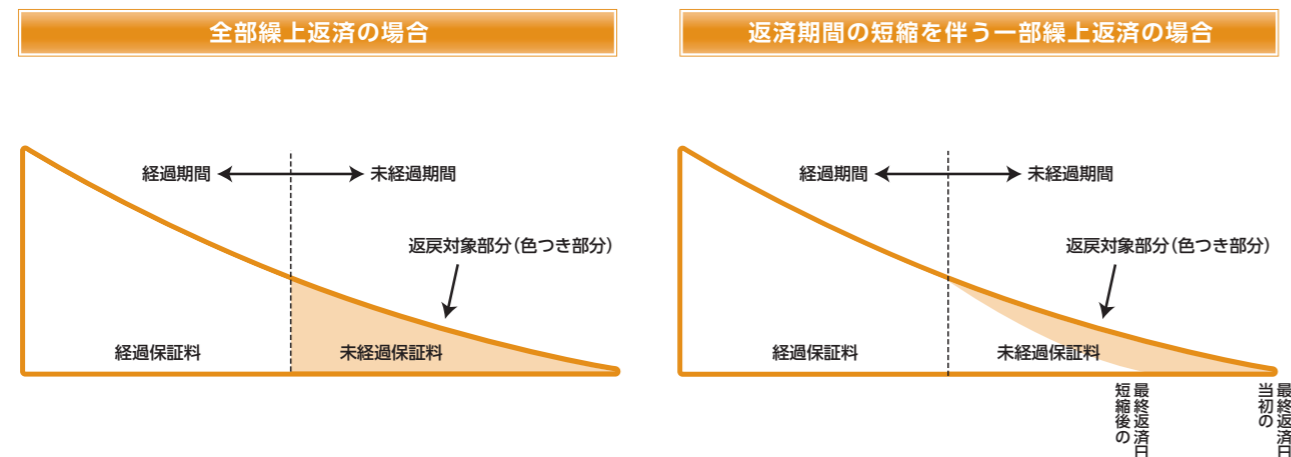 全部繰上返済の場合
経過期間
未経過期間
返戻対象部分(色つき部分)
経過保証料
未経過保証料
返済期間の短縮を伴う一部繰上返済の場合
経過期間
未経過期間
返戻対象部分(色つき部分)
経過保証料
未経過保証料
短縮後の
最終返済日
当初の
最終返済日